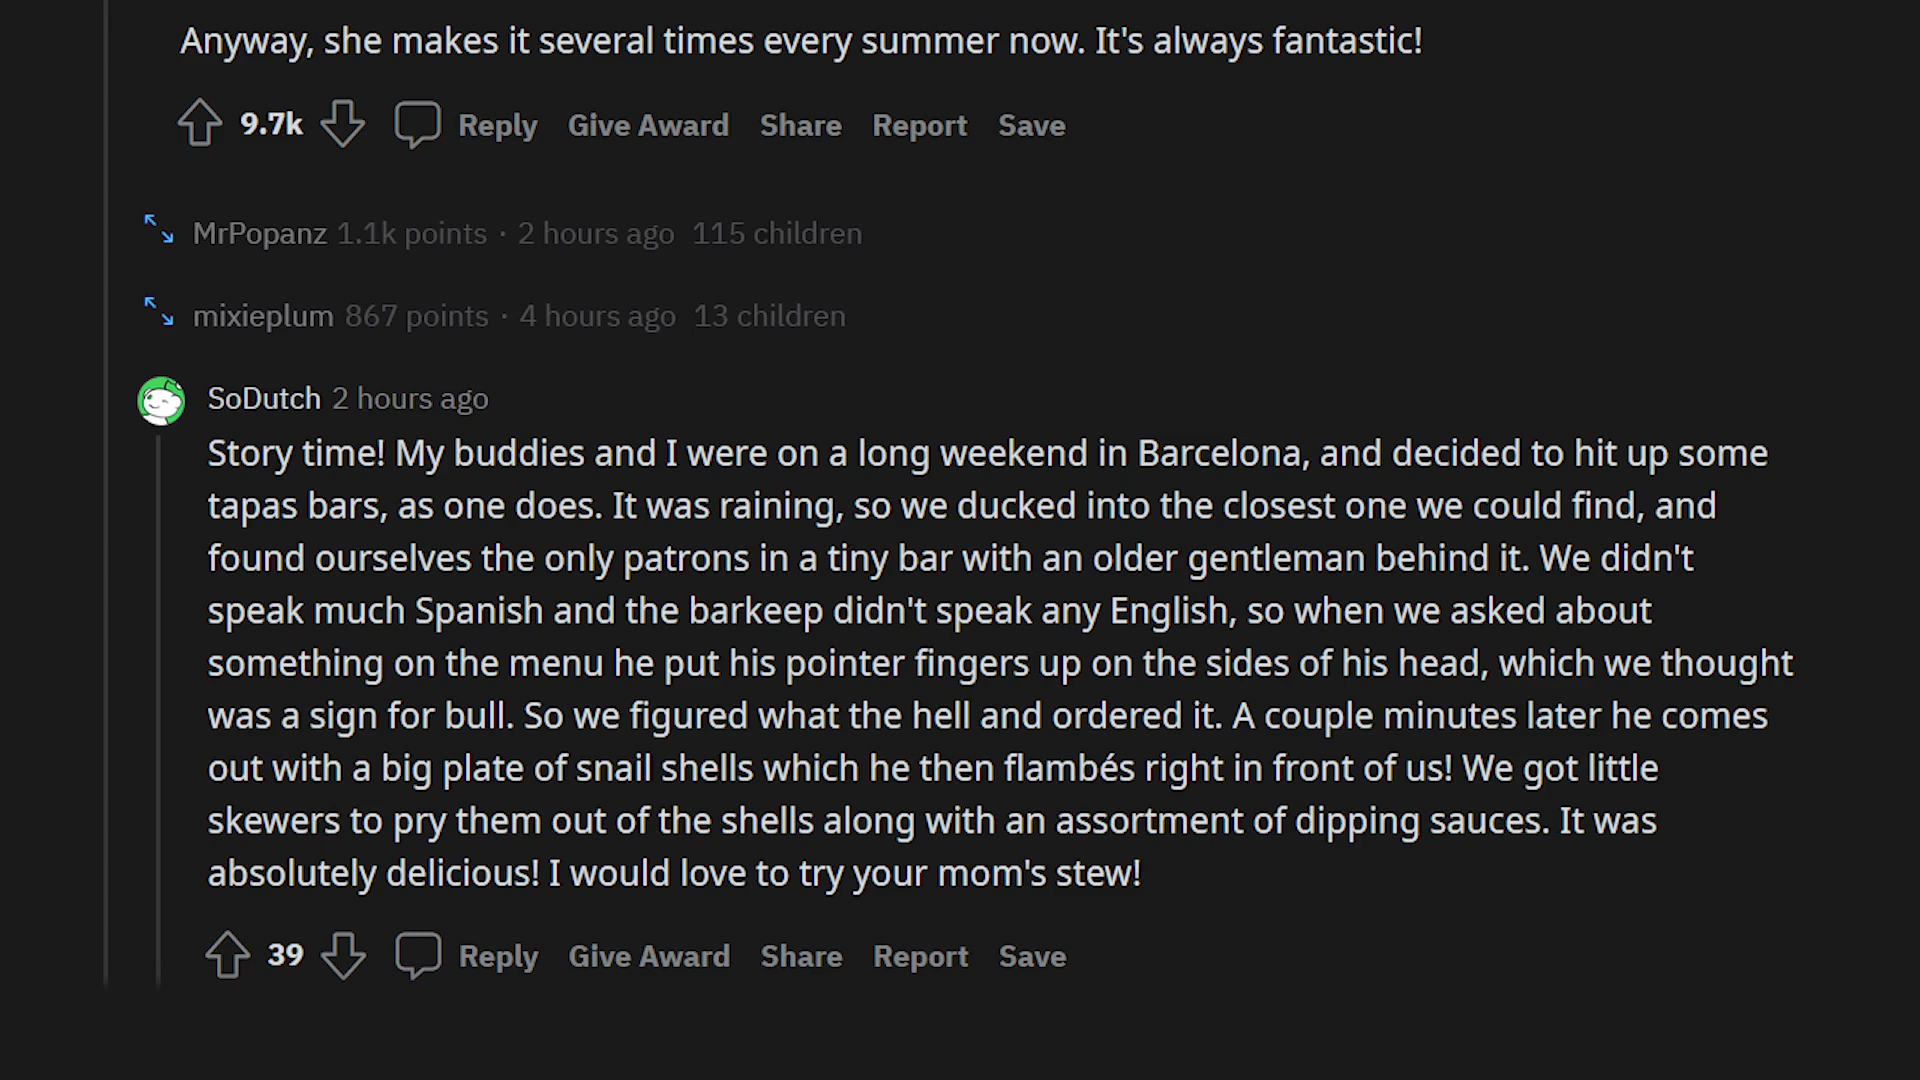 Anyway, she makes it several times every summer now. It's always fantastic!
9.7k Reply Give Award Share Report Save
MrPopanz 1.1k points · 2 hours ago 115 children
mixieplum 867 points · 4 hours ago 13 children
SoDutch 2 hours ago
Story time! My buddies and I were on a long weekend in Barcelona, and decided to hit up some
tapas bars, as one does. It was raining, so we ducked into the closest one we could find, and
found ourselves the only patrons in a tiny bar with an older gentleman behind it. We didn't
speak much Spanish and the barkeep didn't speak any English, so when we asked about
something on the menu he put his pointer fingers up on the sides of his head, which we thought
was a sign for bull. So we figured what the hell and ordered it. A couple minutes later he comes
out with a big plate of snail shells which he then flambés right in front of us! We got little
skewers to pry them out of the shells along with an assortment of dipping sauces. It was
absolutely delicious! I would love to try your mom's stew!
39 Reply Give Award Share Report Save